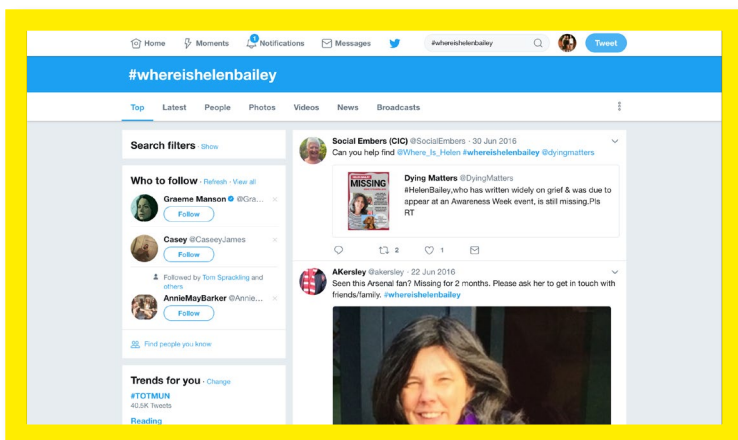 Home Moments 1 Notifications Messages #whereishelenbailey Tweet
#whereishelenbailey
Top Latest People Photos Videos News Broadcasts
Search filters · Show
Who to follow · Refresh · View all
Graeme Manson @Gra... ×
Follow
Casey @CaseeyJames ×
Follow
Followed by Tom Sprackling and
others
AnnieMayBarker @Annie... ×
Follow
Find people you know
Trends for you · Change
#TOTMUN
40.5K Tweets
Reading
Social Embers (CIC) @SocialEmbers · 30 Jun 2016
Can you help find @Where_Is_Helen #whereishelenbailey @dyingmatters
MISSING
Dying Matters @DyingMatters
#HelenBailey,who has written widely on grief & was due to
appear at an Awareness Week event, is still missing.Pls
RT
2 1
AKersley @akersley · 22 Jun 2016
Seen this Arsenal fan? Missing for 2 months. Please ask her to get in touch with
friends/family. #whereishelenbailey